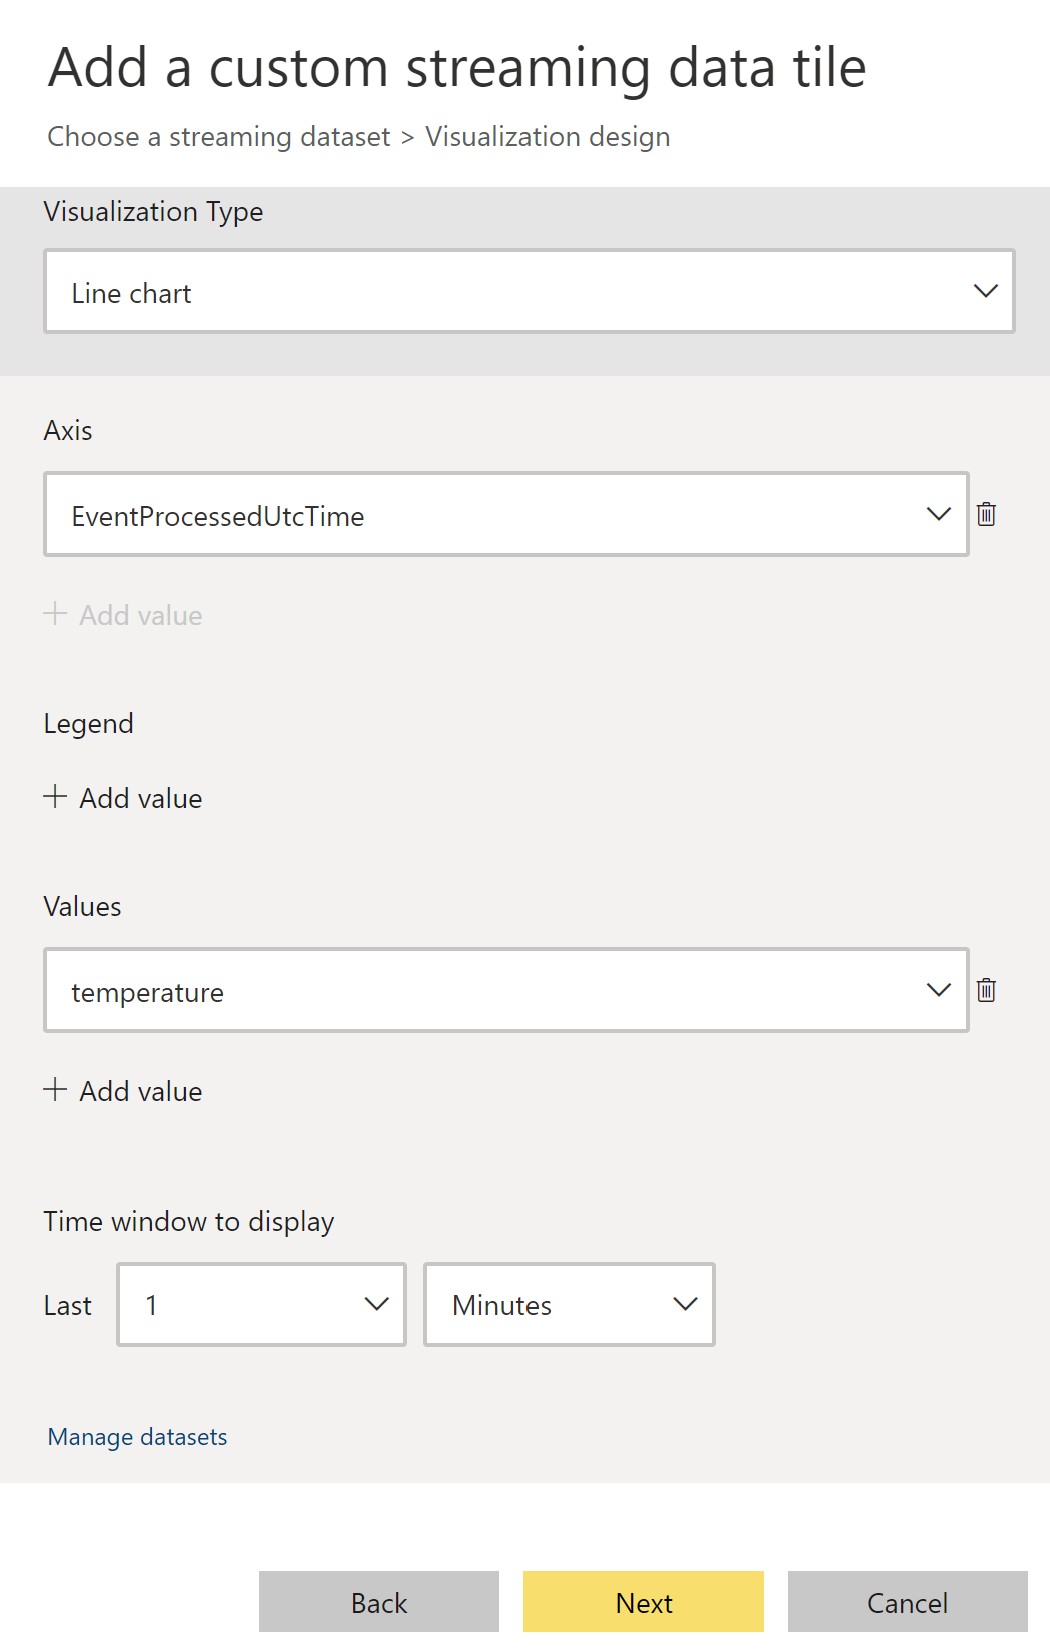 Add a custom streaming data tile
Choose a streaming dataset > Visualization design
Visualization Type
Line chart
Axis
EventProcessedUtcTime
+ Add value
Legend
+ Add value
Values
temperature
+ Add value
Time window to display
Last 1 Minutes
Manage datasets
Back Next Cancel